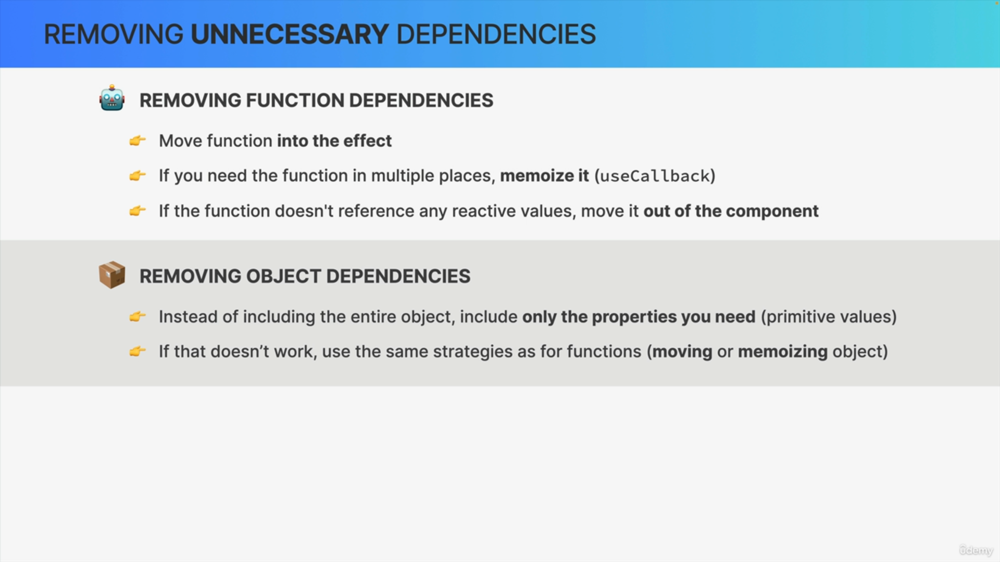 REMOVING UNNECESSARY DEPENDENCIES
REMOVING FUNCTION DEPENDENCIES
Move function into the effect
If you need the function in multiple places, memoize it (useCallback)
If the function doesn't reference any reactive values, move it out of the component
REMOVING OBJECT DEPENDENCIES
Instead of including the entire object, include only the properties you need (primitive values)
If that doesn’t work, use the same strategies as for functions (moving or memoizing object)
ûdemy